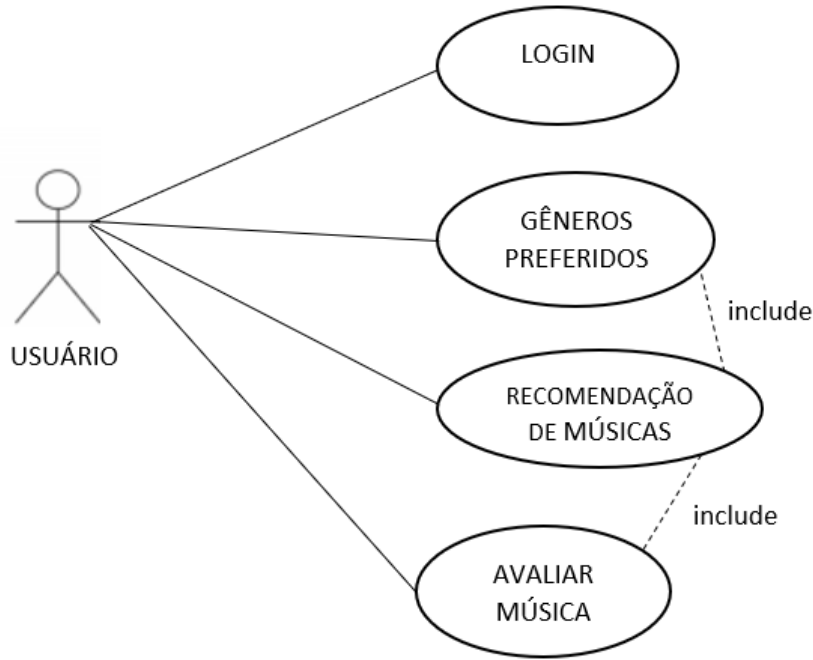 LOGIN
GÊNEROS
PREFERIDOS
include
USUÁRIO
RECOMENDAÇÃO
DE MÚSICAS
include
AVALIAR
MÚSICA